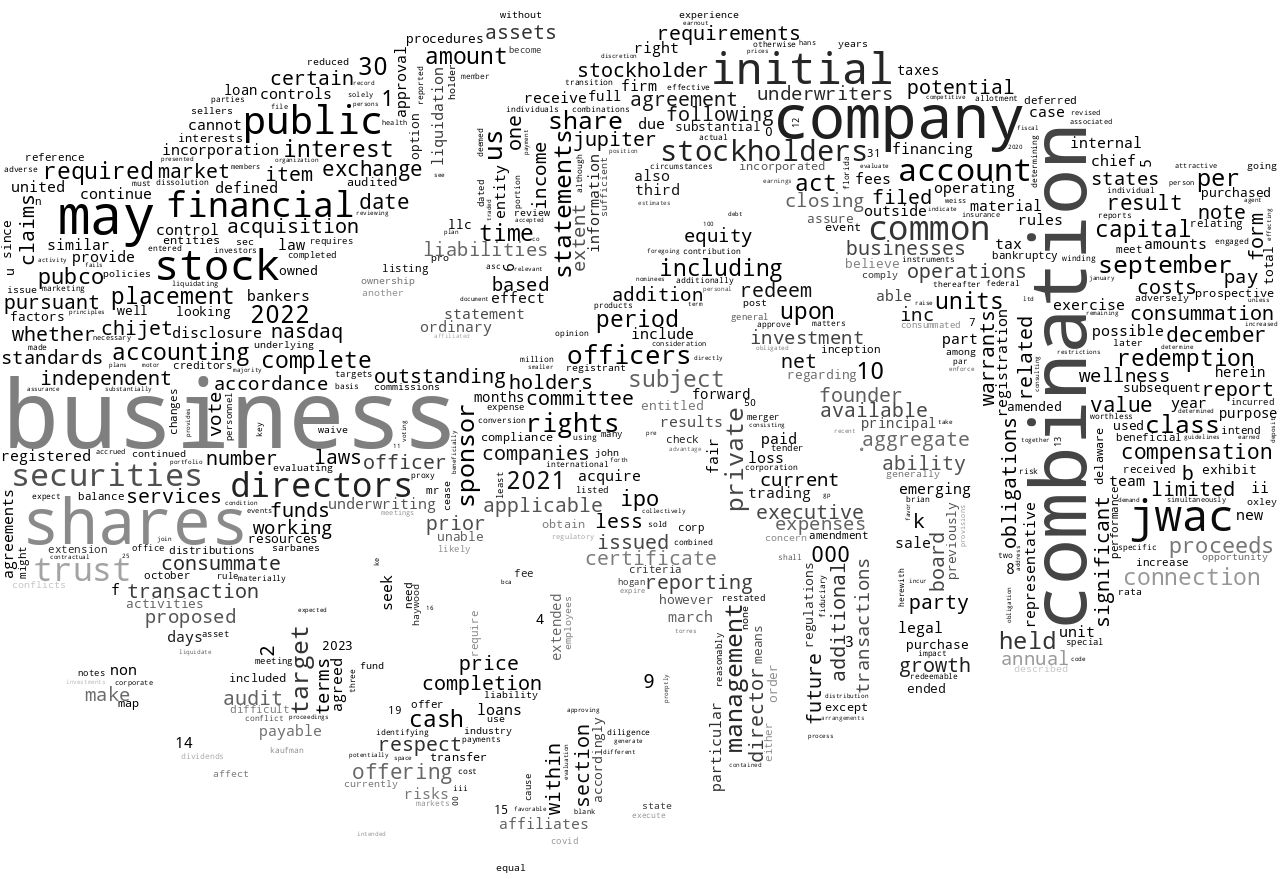 without
experience
earnout
procedures
assets
requirements
otherwise
hans
years
amount
become
right
discretion
prices
reduced
30
stockholder
initial
taxes
certain
record
approval
reported
liquidation
holder
member
transition
firm
effective
underwriters
potential
loan
controls
solely
persons
1
option
receive
full
agreement
competitive
allotment
deferred
parties
file
individuals
combinations
following
12
company
case
revised
associated
sellers
cannot
public
health
share
due
substantial
0
fiscal
2020
interests
incorporation
interest
us
one
payment
statements
jupiter
actual
stockholders
31
financing
internal
reference
adverse
required
presented
market
members
organization
item
exchange
see
deemed
entity
income
position
also
circumstances
incorporated
evaluate
account
determining
chief
5
attractive
going
united
continue
must
dissolution
defined
audited
dated
traded
portion
although
information
sufficient
third
estimates
earnings
act
florida
fees
filed
operating
states
individual
person
per
purchased
agent
since
u
claims
may
financial
date
reviewing
review
accepted
closing
weiss
outside
indicate
insurance
material
result
reports
note
form
effecting
similar
activity
provide
entered
control
entities
acquisition
sec
investors
law
requires
completed
llc
plan
time
co
extent
debt
100
assure
event
common
rules
capital
relating
total
liabilities
pro
equity
foregoing
contribution
businesses
tax
bankruptcy
winding
meet
amounts
engaged
issue
marketing
fails
pubco
policies
stock
liquidating
owned
listing
ownership
another
asc
6
relevant
based
including
nominees
additionally
personal
believe
comply
instruments
operations
thereafter
federal
january
september
costs
pay
prospective
unless
pursuant
factors
principles
placement
well
looking
bankers
2022
document
effect
statement
addition
products
term
redeem
post
general
able
raise
units
ltd
exercise
remaining
adversely
consummation
increased
whether
necessary
chijet
disclosure
nasdaq
ordinary
affiliated
opinion
period
include
consideration
approve
matters
upon
investment
obligated
inc
consummated
7
part
warrants
registration
related
restrictions
possible
later
determine
december
standards
made
plans
accounting
motor
creditors
underlying
majority
complete
million
smaller
officers
registrant
directly
net
inception
among
par
enforce
consulting
redemption
herein
independent
assurance
substantially
accordance
targets
basis
outstanding
commissions
holders
months
committee
subject
regarding
10
forward
founder
wellness
subsequent
report
business
changes
provides
vote
personnel
key
waive
11
voting
beneficially
sponsor
expense
conversion
rights
entitled
results
private
merger
consisting
available
principal
take
amended
together
13
combination
value
worthless
year
determined
incurred
purpose
deposit
registered
accrued
continued
portfolio
number
evaluating
laws
officer
compliance
using
many
companies
international
john
pre
check
advantage
fair
paid
loss
corporation
recent
aggregate
used
class
beneficial
guidelines
earned
intend
delaware
compensation
securities
expect
balance
services
condition
events
directors
proxy
mr
cease
least
2021
listed
acquire
collectively
current
trading
gp
ability
generally
obligations
risk
team
received
b
exhibit
ii
demand
simultaneously
oxley
agreements
shares
join
funds
working
resources
underwriting
meetings
prior
unable
likely
applicable
obtain
regulatory
ipo
less
sold
corp
50
executive
expenses
concern
amendment
emerging
favor
brian
k
previously
provisions
representative
significant
performance
limited
jwac
new
might
extension
contractual
25
office
distributions
sarbanes
issued
combined
certificate
shall
000
sale
board
two
8
address
specific
increase
proceeds
opportunity
conflicts
trust
october
rule
materially
consummate
ke
bca
fee
criteria
hogan
expire
reporting
herewith
incur
connection
rata
f
transaction
activities
seek
need
haywood
16
extended
employees
however
restated
none
regulations
fiduciary
additional
transactions
party
obligation
proposed
expected
4
require
march
torres
management
means
3
legal
held
unit
special
days
asset
liquidate
2
target
2023
meeting
three
fund
price
reasonably
director
order
either
future
purchase
impact
growth
redeemable
annual
code
described
notes
non
investments
corporate
make
map
included
audit
difficult
conflict
proceedings
terms
agreed
completion
liability
9
promptly
particular
distribution
except
arrangements
ended
payable
kaufman
19
offer
cash
loans
use
identifying
industry
payments
approving
0
diligence
generate
different
process
14
dividends
respect
potentially
space
transfer
evaluation
accordingly
contained
affect
offering
cost
currently
iii
within
section
risks
markets
00
cause
15
favorable
blank
state
execute
affiliates
intended
covid
equal